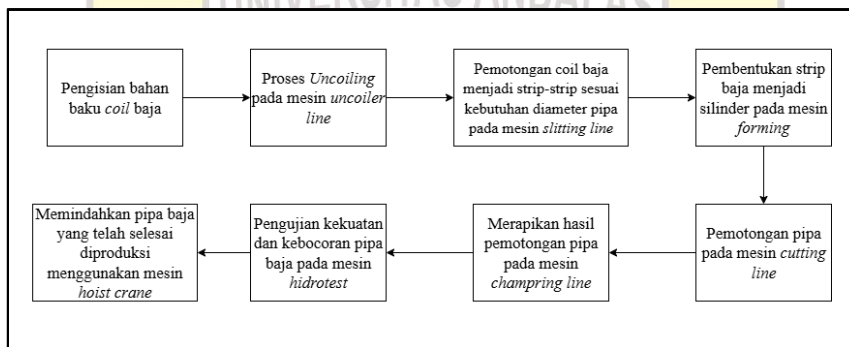 UNIVERSITAS ANDALAS
Pengisian bahan
baku coil baja
Proses Uncoiling
pada mesin uncoiler
line
Pemotongan coil baja
menjadi strip-strip sesuai
kebutuhan diameter pipa
pada mesin slitting line
Pembentukan strip
baja menjadi
silinder pada mesin
forming
Pemotongan pipa
pada mesin cutting
line
Merapikan hasil
pemotongan pipa
pada mesin
champring line
Pengujian kekuatan
dan kebocoran pipa
baja pada mesin
hidrotest
Memindahkan pipa baja
yang telah selesai
diproduksi
menggunakan mesin
hoist crane